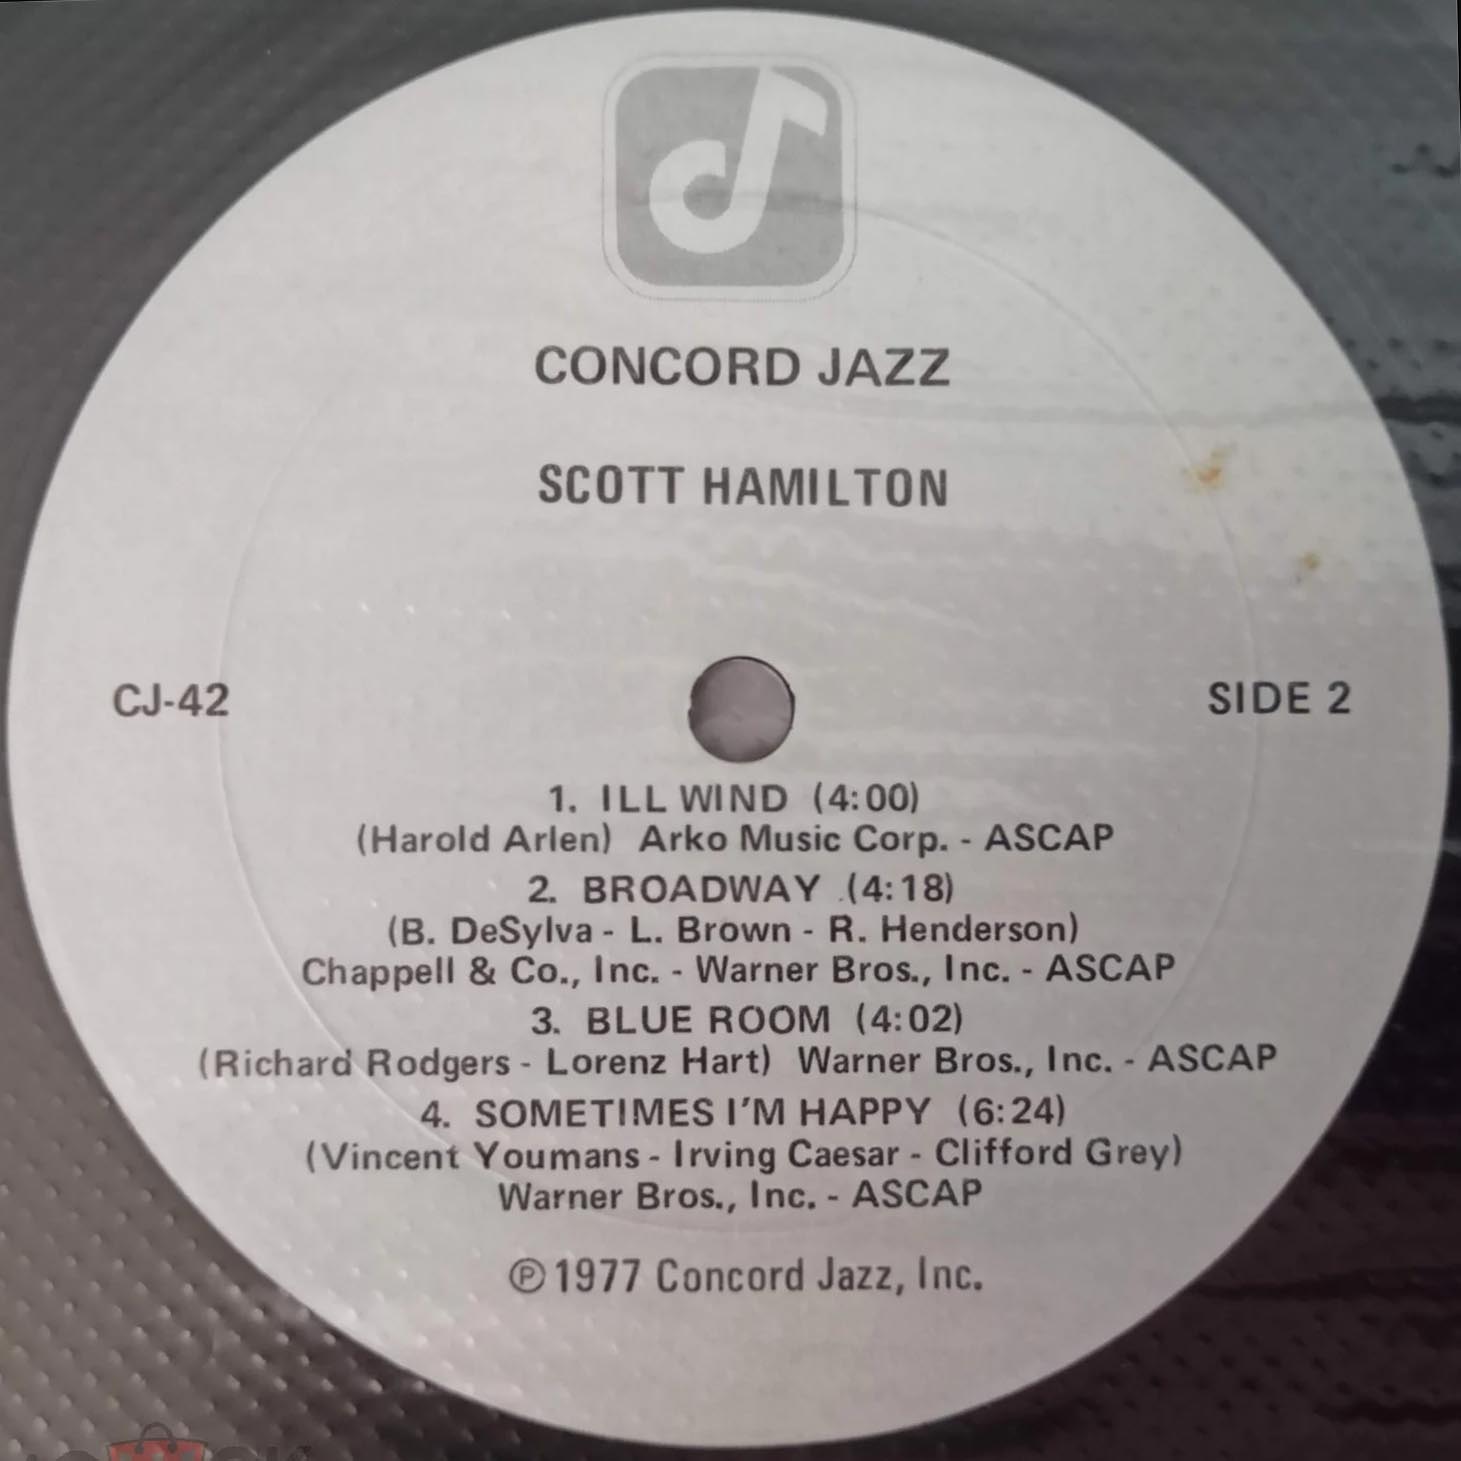 CONCORD JAZZ
SCOTT HAMILTON
CJ-42
SIDE 2
1. ILL WIND (4:00)
(Harold Arlen) Arko Music Corp. - ASCAP
2. BROADWAY (4:18)
(B. DeSylva - L. Brown - R. Henderson)
Chappell & Co., Inc. - Warner Bros., Inc. - ASCAP
3. BLUE ROOM (4:02)
(Richard Rodgers - Lorenz Hart) Warner Bros., Inc. - ASCAP
4. SOMETIMES I'M HAPPY (6:24)
(Vincent Youmans - Irving Caesar - Clifford Grey)
Warner Bros., Inc. - ASCAP
℗ 1977 Concord Jazz, Inc.